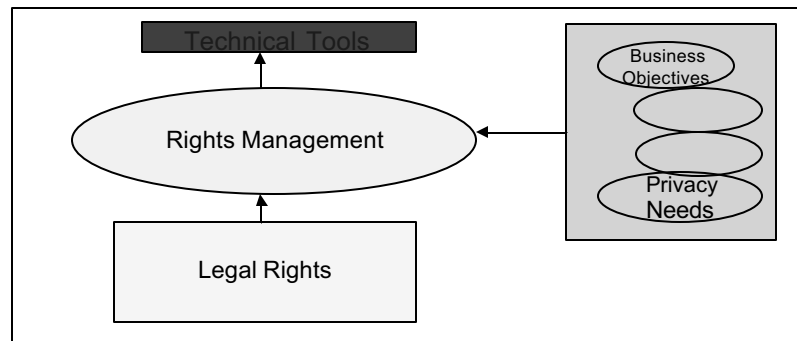 Technical Tools
Business
Objectives
Rights Management
Privacy
Needs
Legal Rights